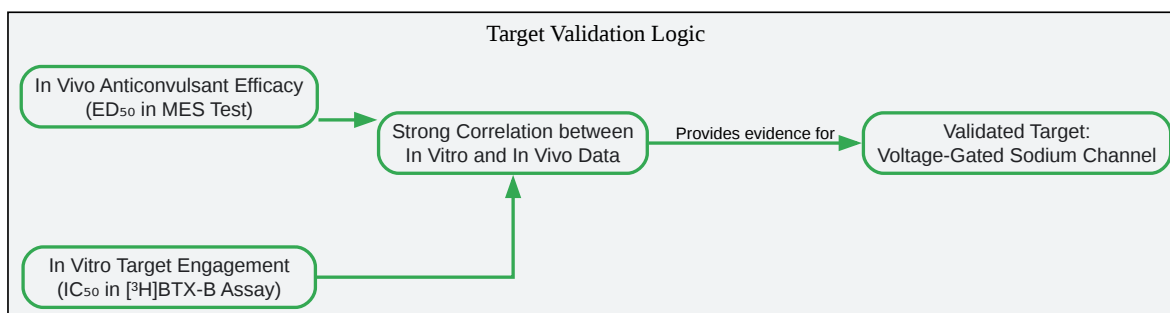 Target Validation Logic
In Vivo Anticonvulsant Efficacy
(ED₅₀ in MES Test)
Strong Correlation between
In Vitro and In Vivo Data
Provides evidence for
Validated Target:
Voltage-Gated Sodium Channel
In Vitro Target Engagement
(IC₅₀ in [³H]BTX-B Assay)